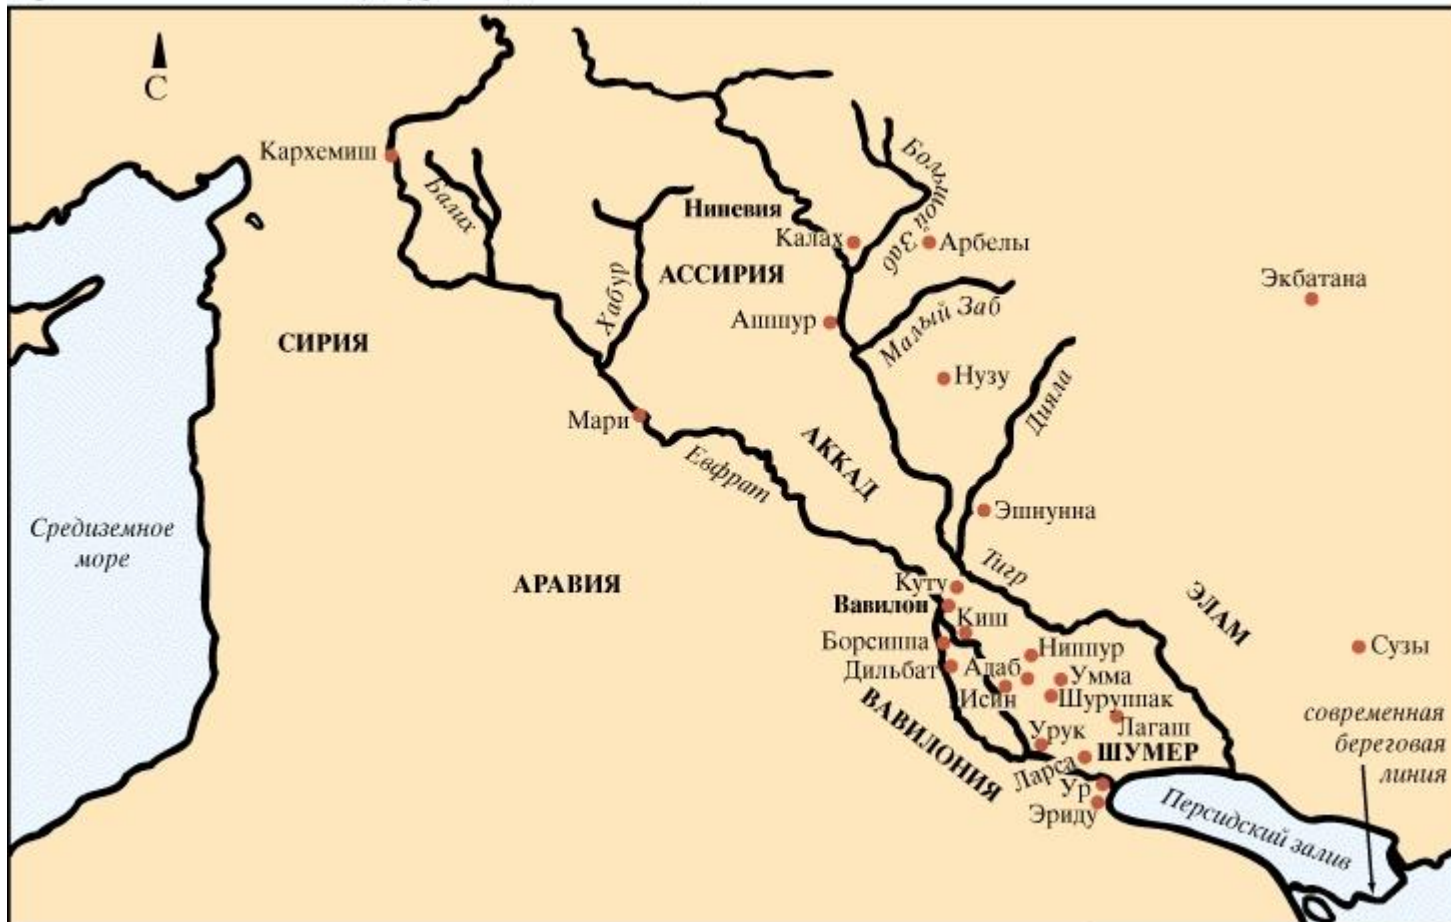 С
Кархемиш
Балих
Хабур
Ниневия
Калах
Большой Заб
Арбелы
АССИРИЯ
Экбатана
Ашшур
Малый Заб
СИРИЯ
Нузу
Дияла
Мари
Евфрат
АККАД
Эшнунна
Средиземное
море
АРАВИЯ
Тигр
Куту
Вавилон
Киш
ЭЛАМ
Борсиппа
Ниппур
Сузы
Дильбат
Адаб
Умма
Исин
Шуруппак
ВАВИЛОНИЯ
Лагаш
Урук
ШУМЕР
Ларса
Ур
Эриду
Персидский залив
современная
береговая
линия